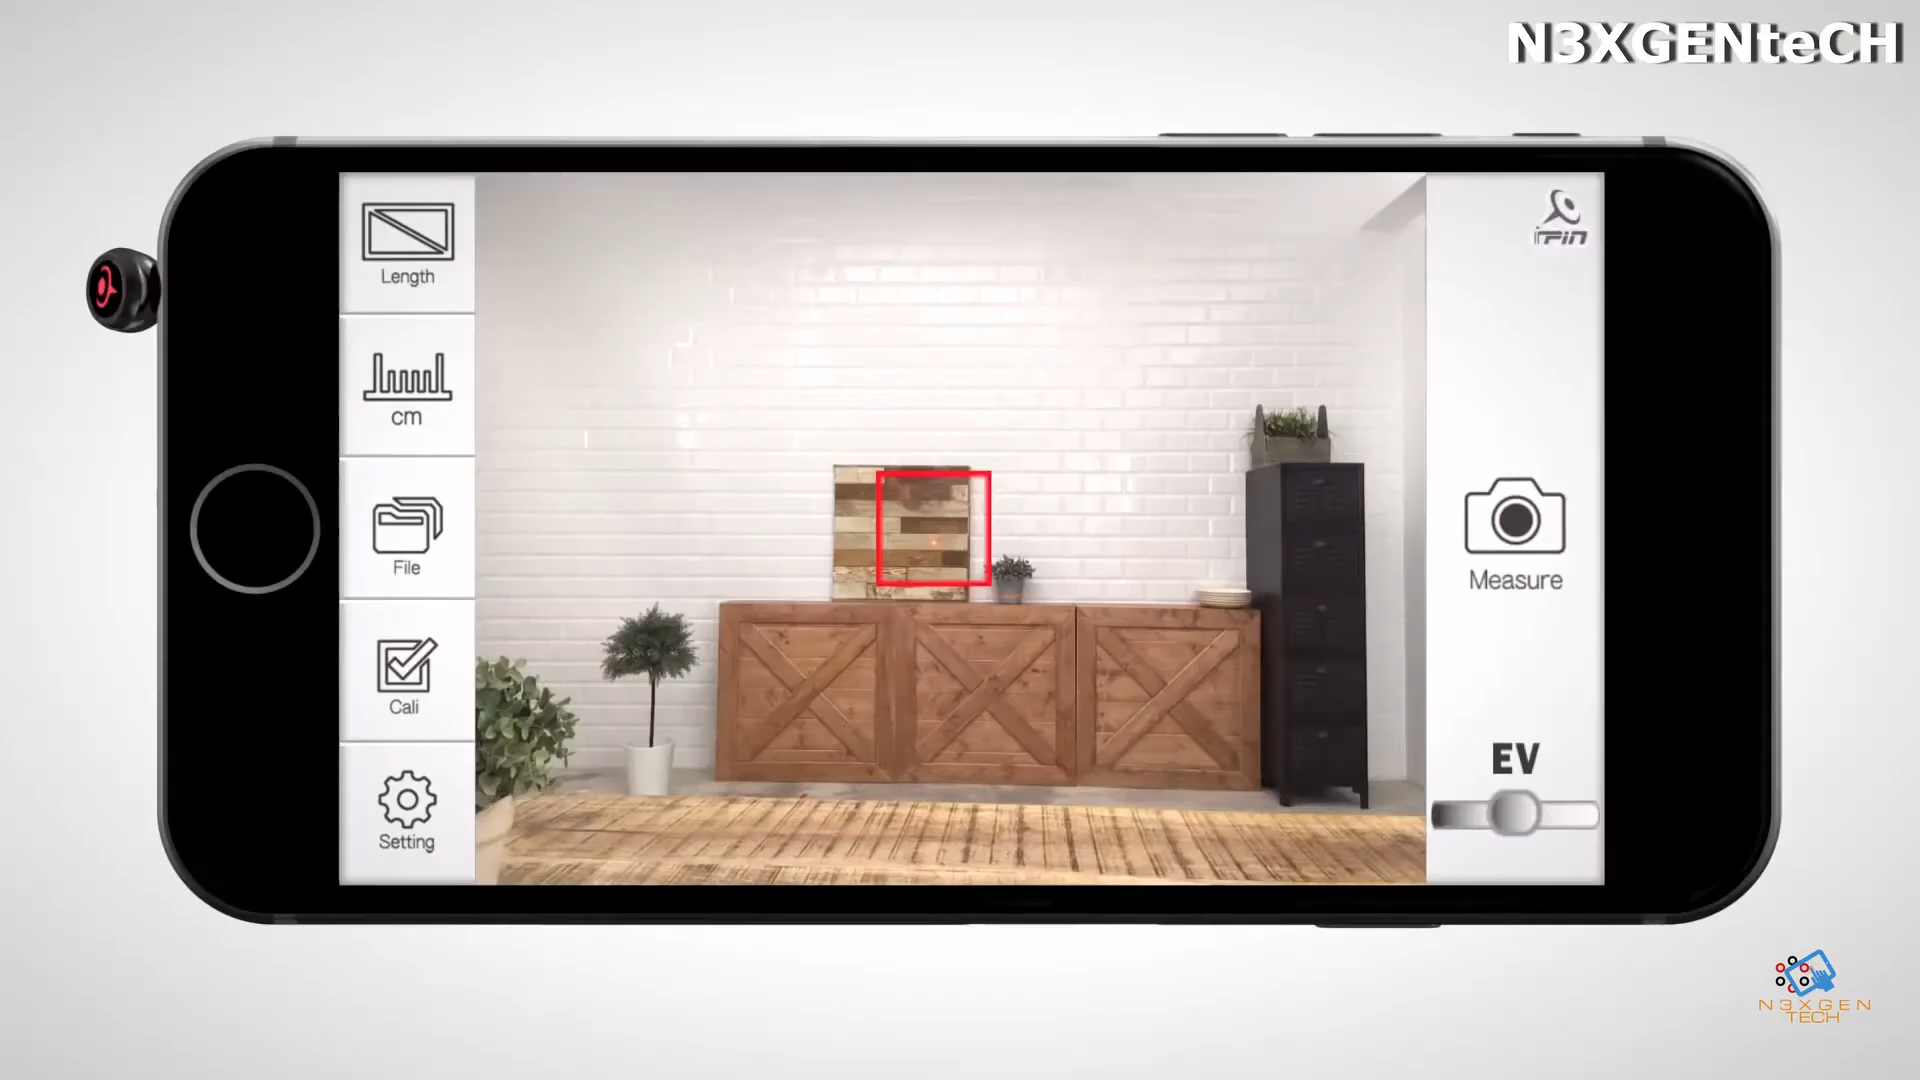 N3XGENteCH
Length
cm
File
Cali
Setting
iPin
Measure
EV
N3XGEN
TECH